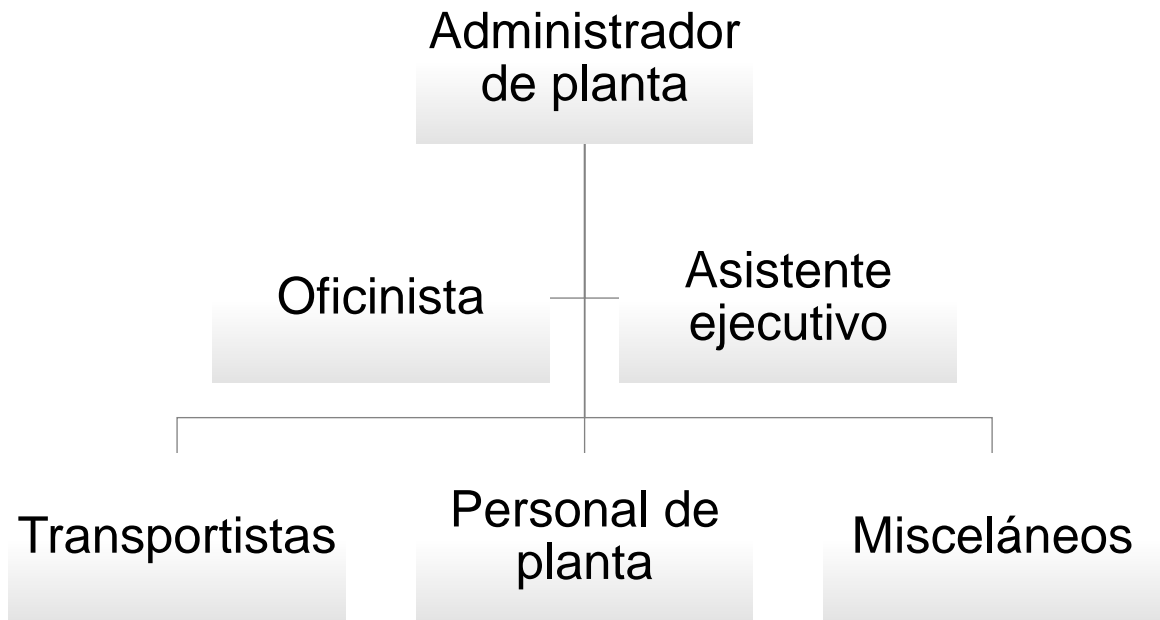 Administrador
de planta
Oficinista
Asistente
ejecutivo
Transportistas
Personal de
planta
Misceláneos